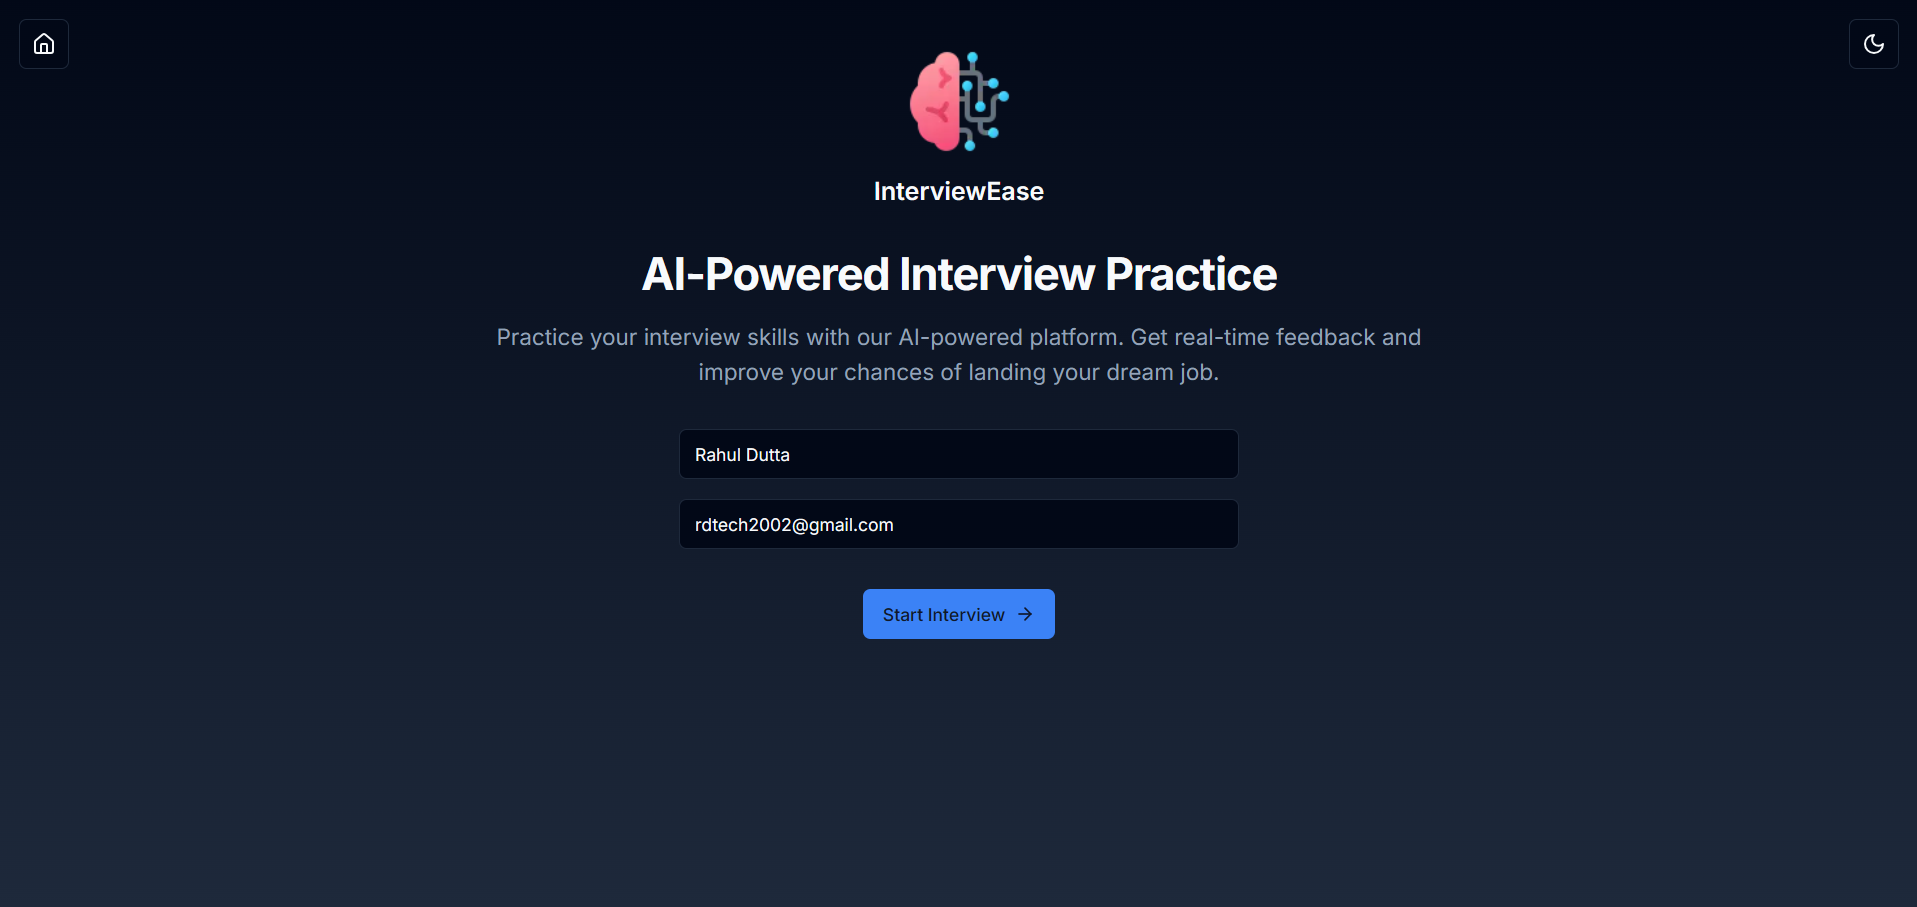 InterviewEase
AI-Powered Interview Practice
Practice your interview skills with our AI-powered platform. Get real-time feedback and
improve your chances of landing your dream job.
Rahul Dutta
rdtech2002@gmail.com
Start Interview